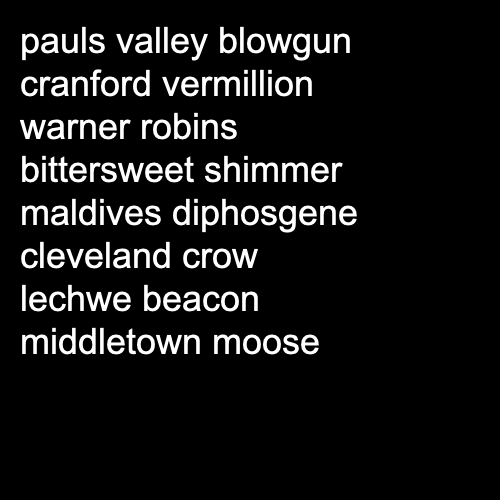 pauls valley blowgun
cranford vermillion
warner robins
bittersweet shimmer
maldives diphosgene
cleveland crow
lechwe beacon
middletown moose